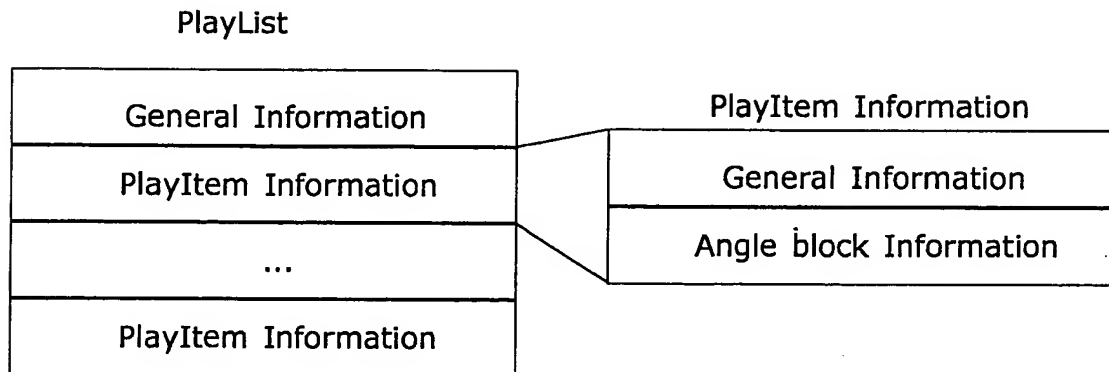 PlayList
General Information
PlayItem Information
...
PlayItem Information
PlayItem Information
General Information
Angle block Information